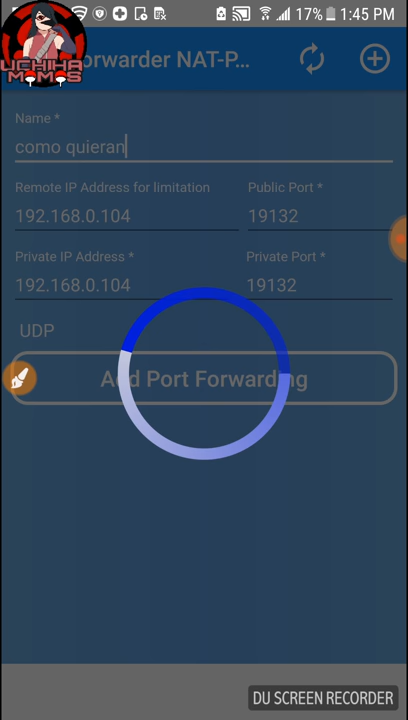 17% 1:45 PM
UCHIHA
MOMOS
orwarder NAT-P...
Name *
como quieran
Remote IP Address for limitation Public Port *
192.168.0.104 19132
Private IP Address * Private Port *
192.168.0.104 19132
UDP
Add Port Forwarding
DU SCREEN RECORDER